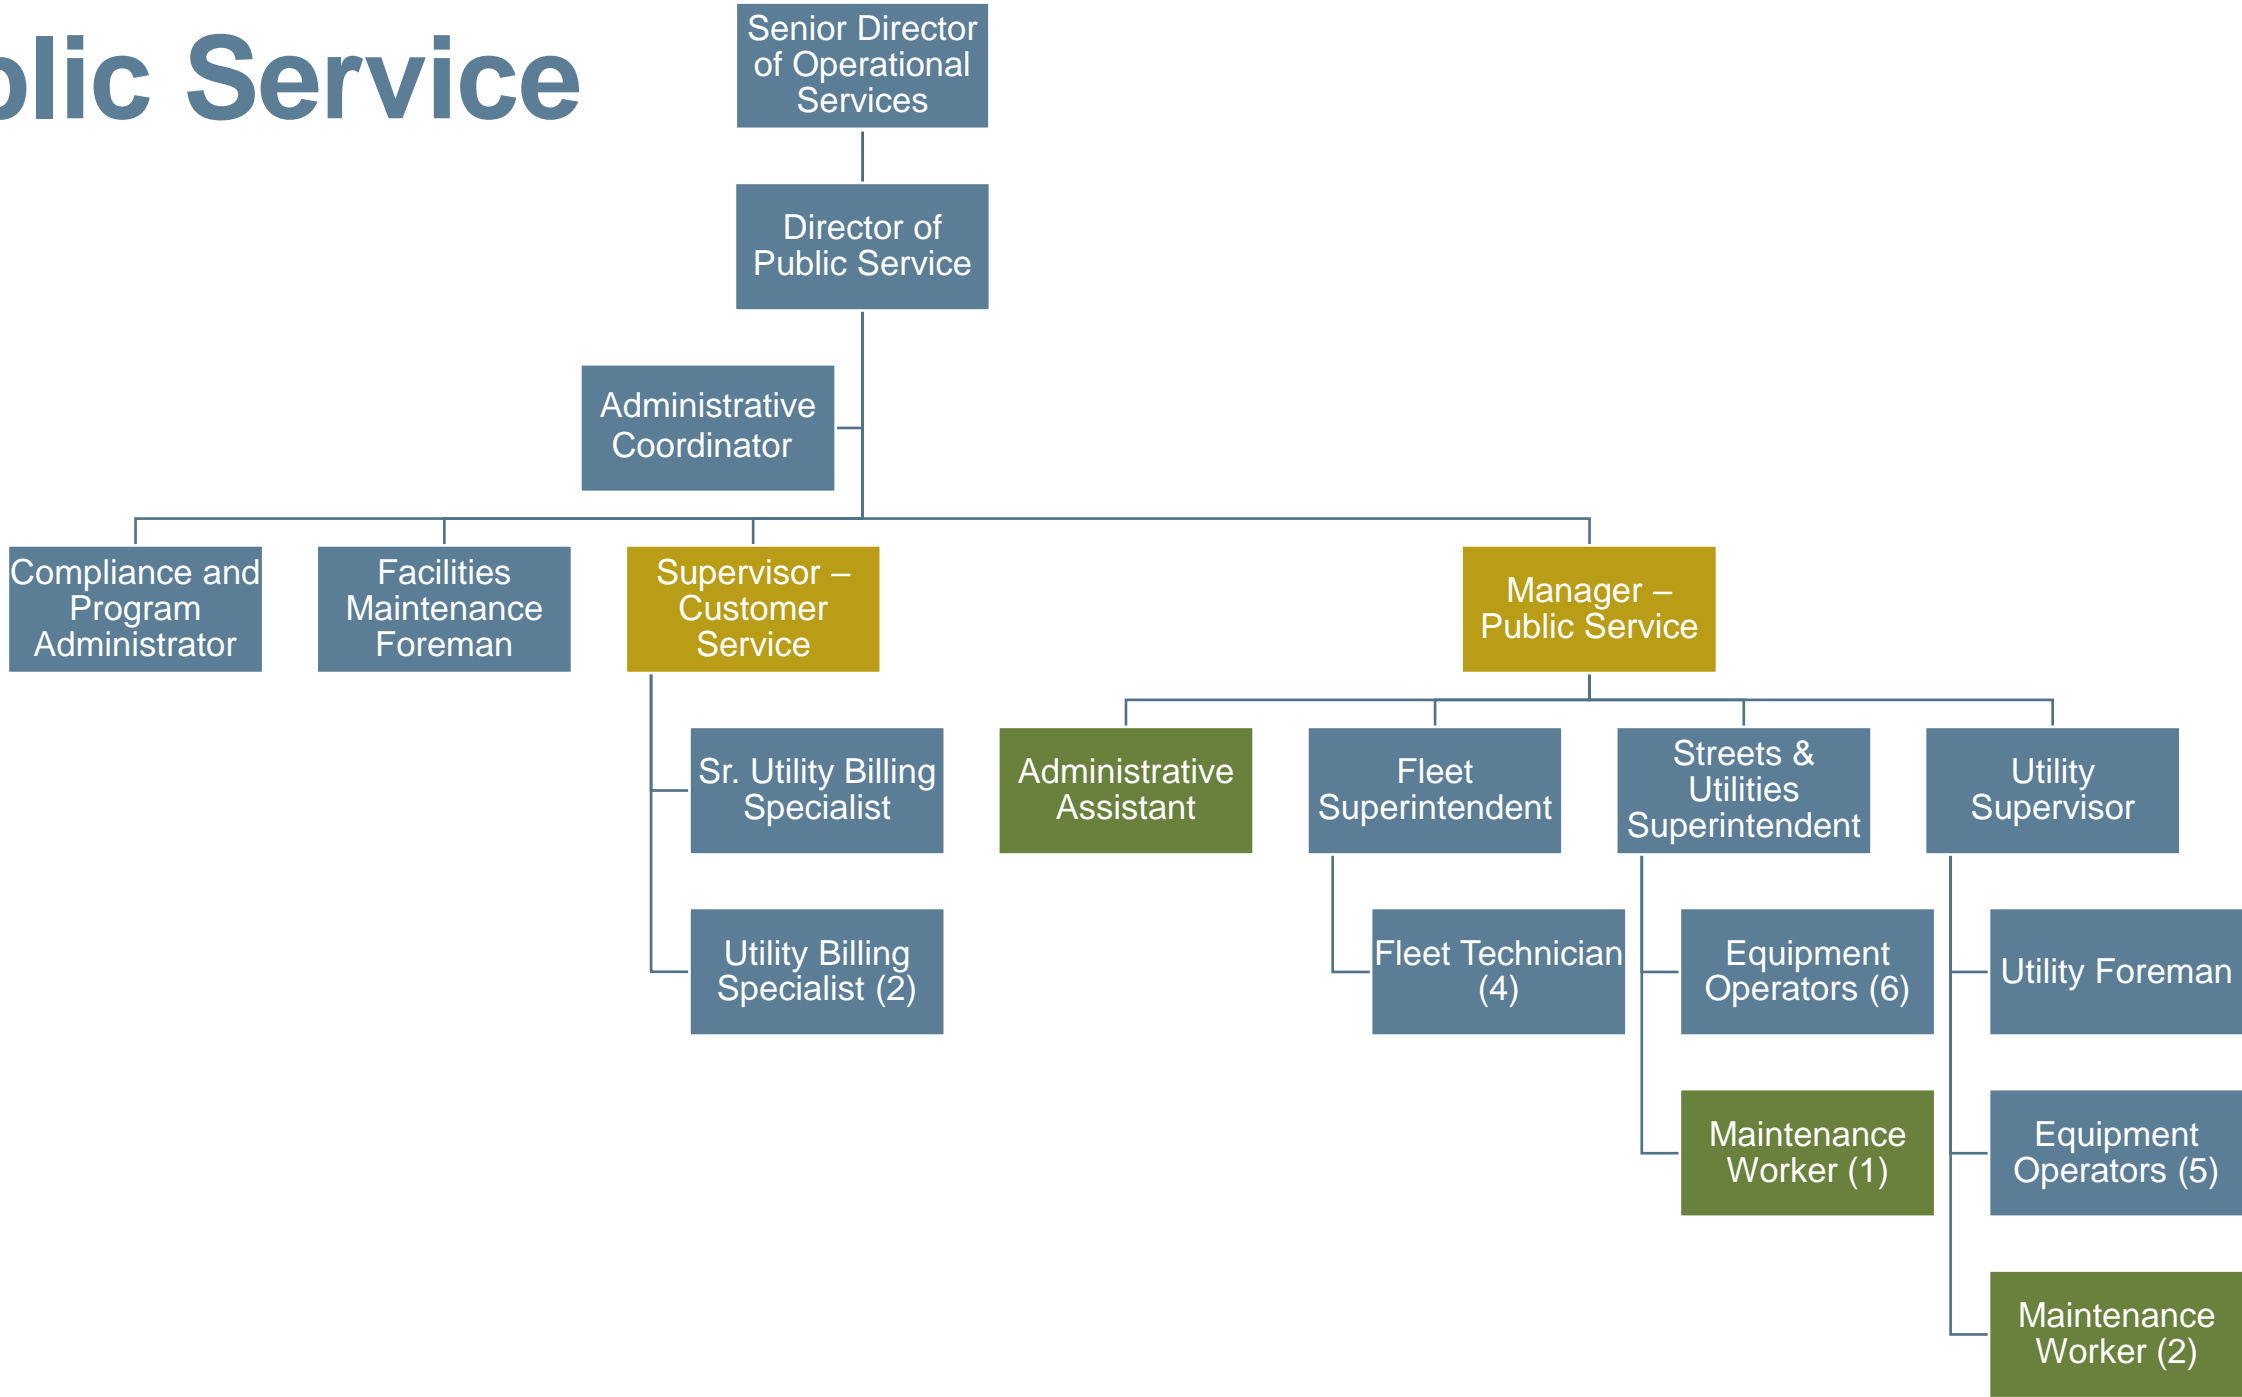 Service
Senior Director
of Operational
Services
Director of
Public Service
Administrative
Coordinator
Compliance and
Program
Administrator
Facilities
Maintenance
Foreman
Supervisor –
Customer
Service
Manager –
Public Service
Sr. Utility Billing
Specialist
Utility Billing
Specialist (2)
Administrative
Assistant
Fleet
Superintendent
Fleet Technician
(4)
Streets &
Utilities
Superintendent
Equipment
Operators (6)
Maintenance
Worker (1)
Utility
Supervisor
Utility Foreman
Equipment
Operators (5)
Maintenance
Worker (2)